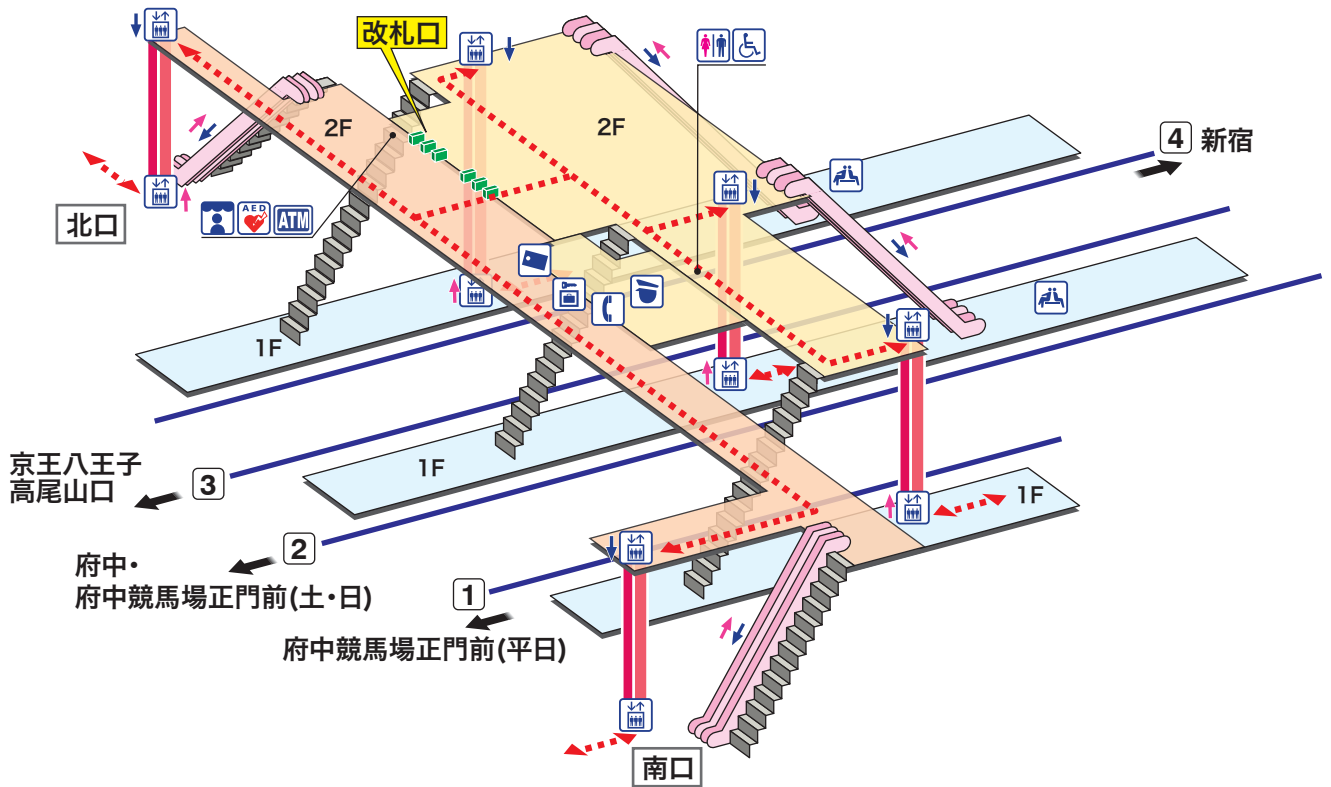 改札口
2F
2F
4 新宿
北口
AED
ATM
1F
1F
1F
京王八王子
高尾山口
3
府中・
府中競馬場正門前(土・日)
2
1
府中競馬場正門前(平日)
南口